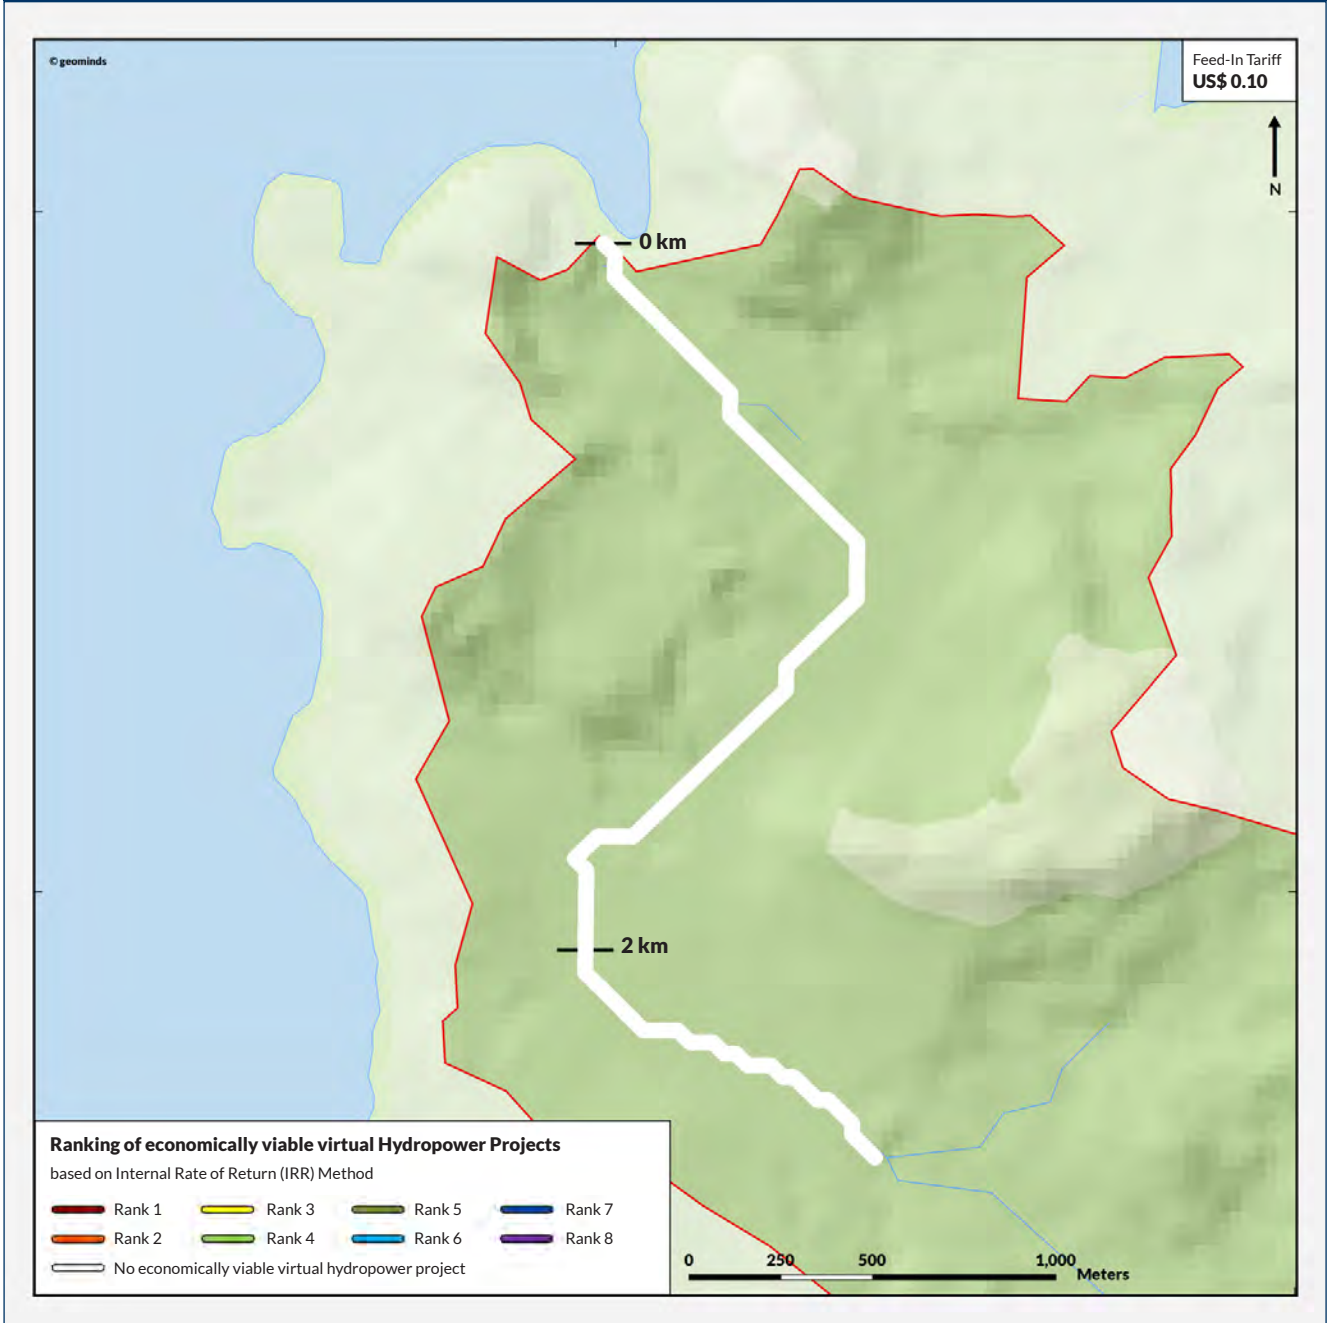 © geominds
Feed-In Tariff
US$ 0.10
N
0 km
2 km
Ranking of economically viable virtual Hydropower Projects
based on Internal Rate of Return (IRR) Method
Rank 1 Rank 3 Rank 5 Rank 7
Rank 2 Rank 4 Rank 6 Rank 8
No economically viable virtual hydropower project
0 250 500 1,000
Meters